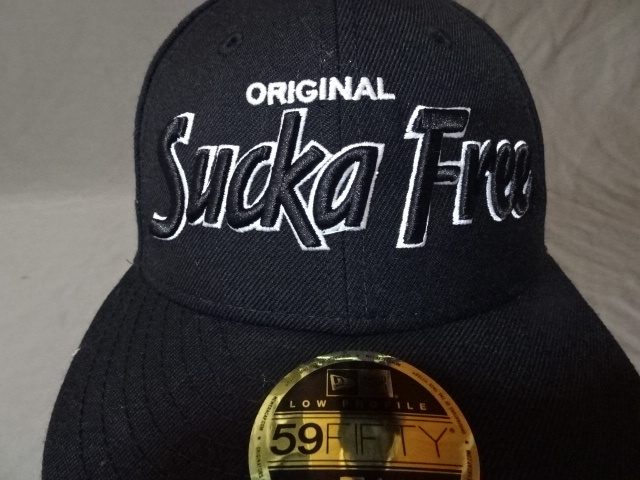 ORIGINAL
Sucka Free
LOW PROFILE
59FIFTY